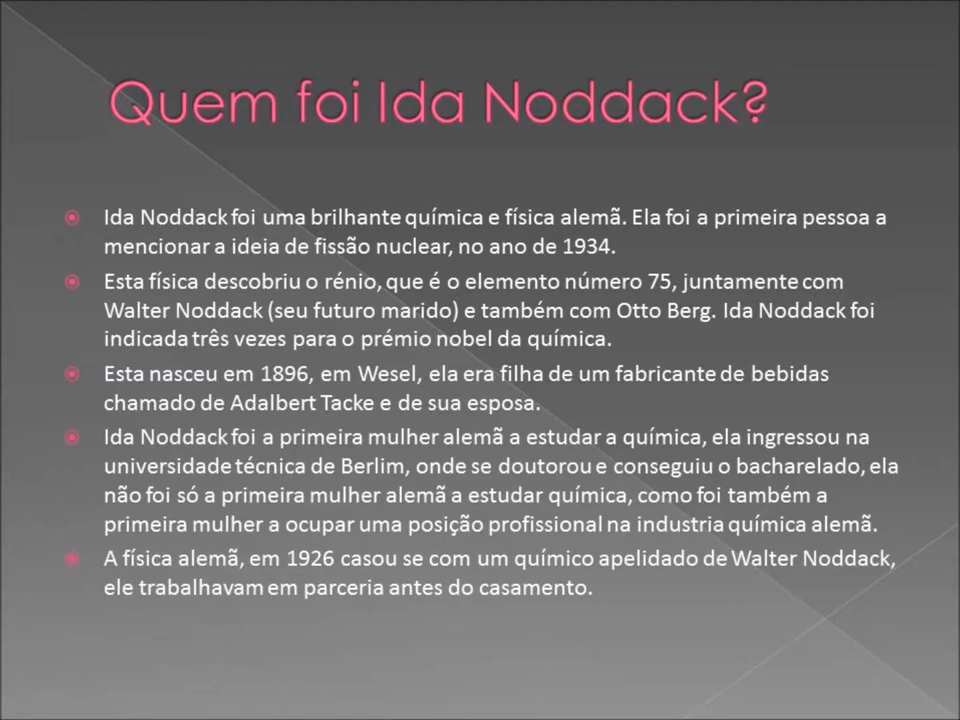 Quem foi Ida Noddack?
Ida Noddack foi uma brilhante química e física alemã. Ela foi a primeira pessoa a
mencionar a ideia de fissão nuclear, no ano de 1934.
Esta física descobriu o rénio, que é o elemento número 75, juntamente com
Walter Noddack (seu futuro marido) e também com Otto Berg. Ida Noddack foi
indicada três vezes para o prémio nobel da química.
Esta nasceu em 1896, em Wesel, ela era filha de um fabricante de bebidas
chamado de Adalbert Tacke e de sua esposa.
Ida Noddack foi a primeira mulher alemã a estudar a química, ela ingressou na
universidade técnica de Berlim, onde se doutorou e conseguiu o bacharelado, ela
não foi só a primeira mulher alemã a estudar química, como foi também a
primeira mulher a ocupar uma posição profissional na industria química alemã.
A física alemã, em 1926 casou se com um químico apelidado de Walter Noddack,
ele trabalhavam em parceria antes do casamento.